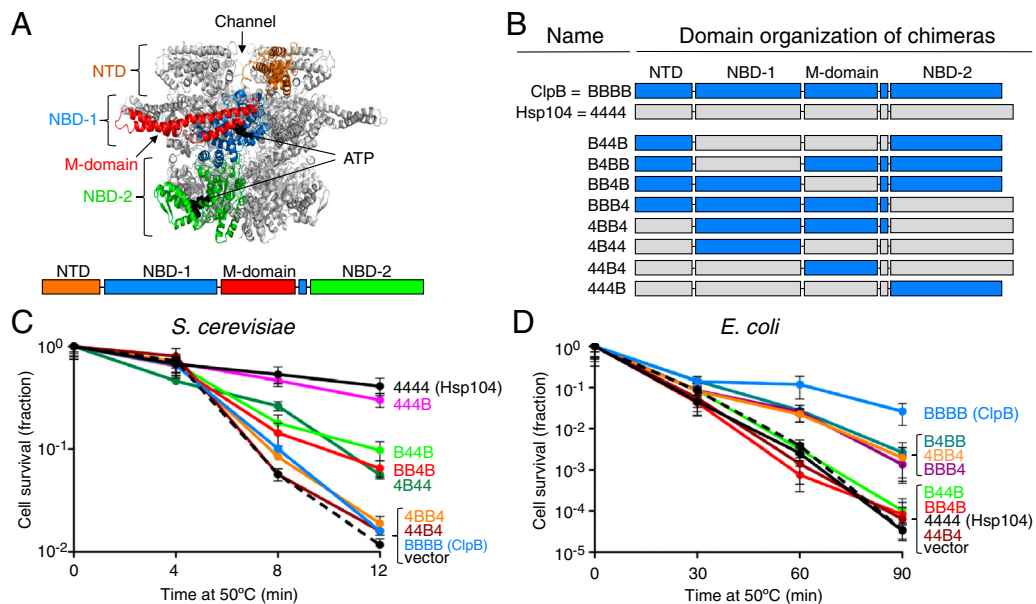 A
Channel
NTD
NBD-1
M-domain
NBD-2
ATP
NTD NBD-1 M-domain NBD-2
B
Name Domain organization of chimeras
NTD NBD-1 M-domain NBD-2
ClpB = BBBB
Hsp104 = 4444
B44B
B4BB
BB4B
BBB4
4BB4
4B44
44B4
444B
C
S. cerevisiae
Cell survival (fraction)
10⁰
10⁻¹
10⁻²
0 4 8 12
Time at 50ºC (min)
4444 (Hsp104)
444B
B44B
BB4B
4B44
4BB4
44B4
BBBB (ClpB)
vector
D
E. coli
Cell survival (fraction)
10⁰
10⁻¹
10⁻²
10⁻³
10⁻⁴
10⁻⁵
0 30 60 90
Time at 50ºC (min)
BBBB (ClpB)
B4BB
4BB4
BBB4
B44B
BB4B
4444 (Hsp104)
44B4
vector